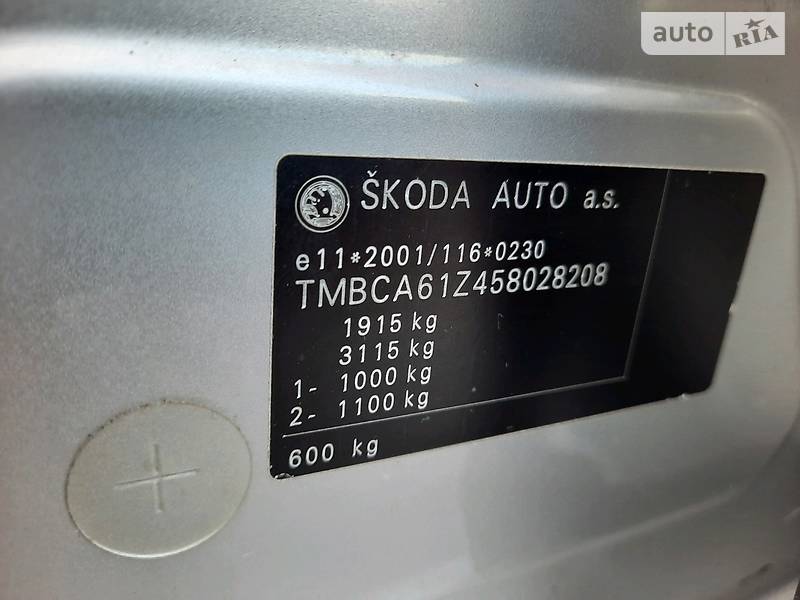 auto RIA
ŠKODA AUTO a.s.
e11*2001/116*0230
TMBCA61Z458028208
1915 kg
3115 kg
1- 1000 kg
2- 1100 kg
600 kg